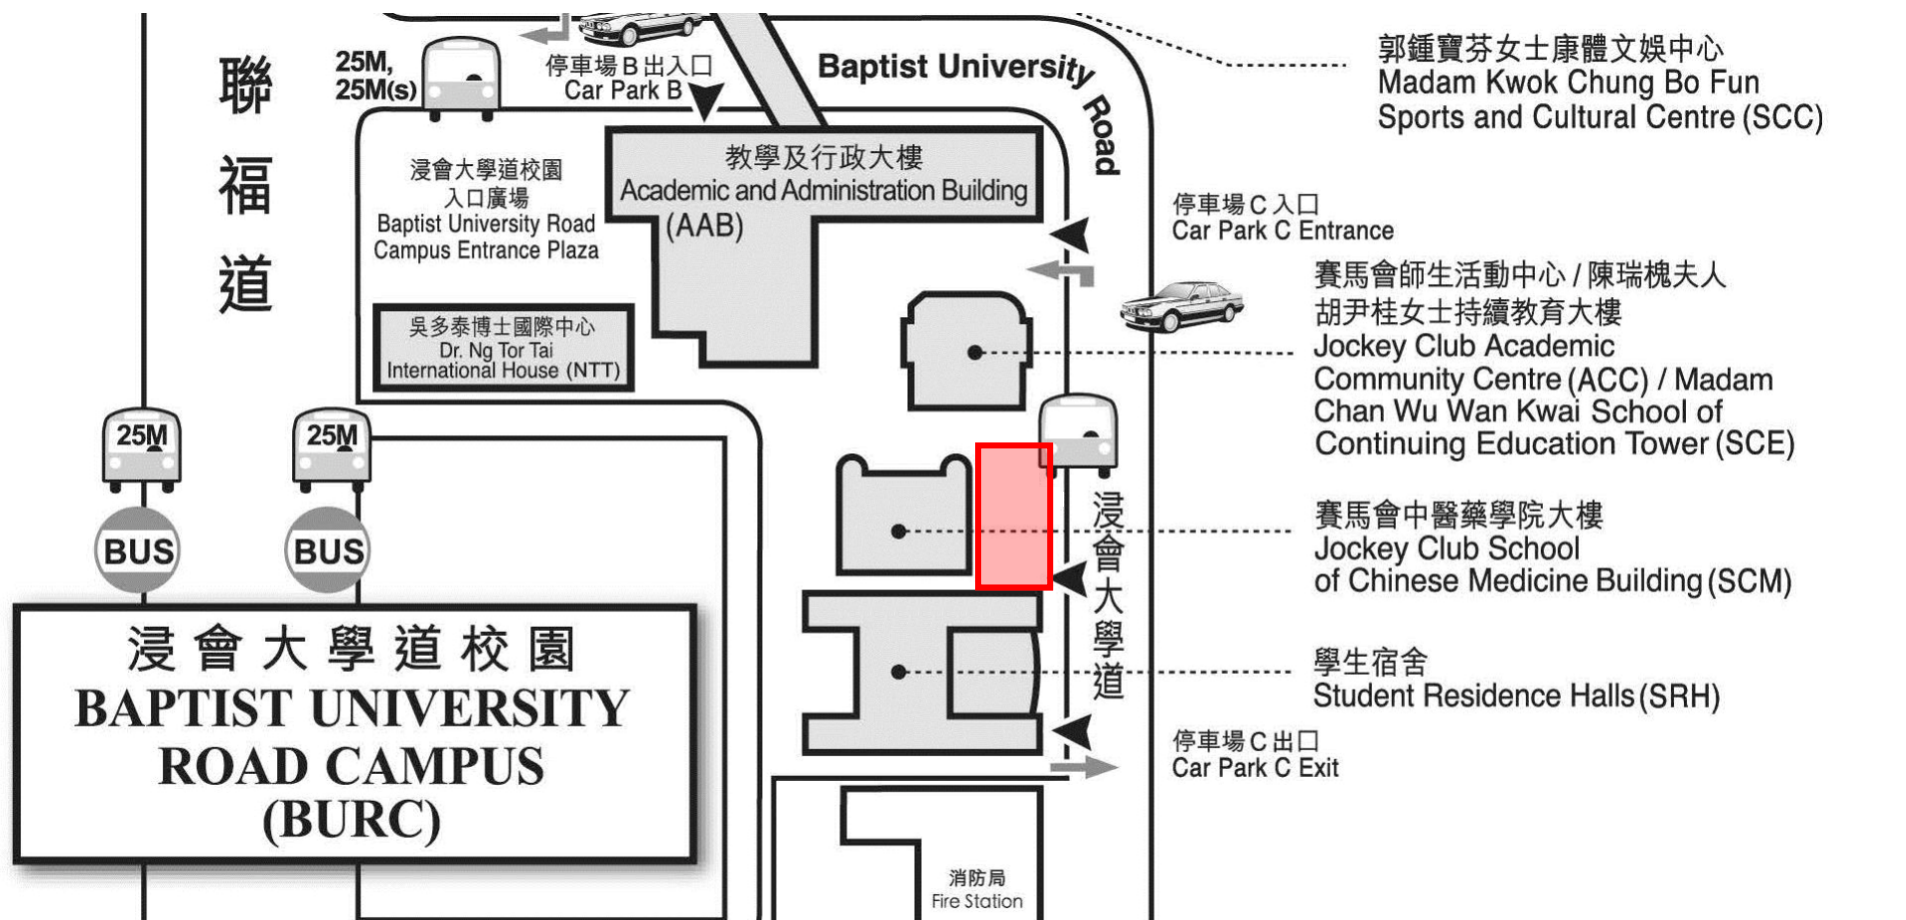 聯福道
25M,
25M(s)
停車場 B 出入口
Car Park B
Baptist University Road
郭鍾寶芬女士康體文娛中心
Madam Kwok Chung Bo Fun
Sports and Cultural Centre (SCC)
浸會大學道校園
入口廣場
Baptist University Road
Campus Entrance Plaza
教學及行政大樓
Academic and Administration Building
(AAB)
停車場 C 入口
Car Park C Entrance
吳多泰博士國際中心
Dr. Ng Tor Tai
International House (NTT)
賽馬會師生活動中心 / 陳瑞槐夫人
胡尹桂女士持續教育大樓
Jockey Club Academic
Community Centre (ACC) / Madam
Chan Wu Wan Kwai School of
Continuing Education Tower (SCE)
25M
25M
BUS
BUS
浸會大學道
賽馬會中醫藥學院大樓
Jockey Club School
of Chinese Medicine Building (SCM)
浸會大學道校園
BAPTIST UNIVERSITY
ROAD CAMPUS
(BURC)
學生宿舍
Student Residence Halls (SRH)
停車場 C 出口
Car Park C Exit
消防局
Fire Station